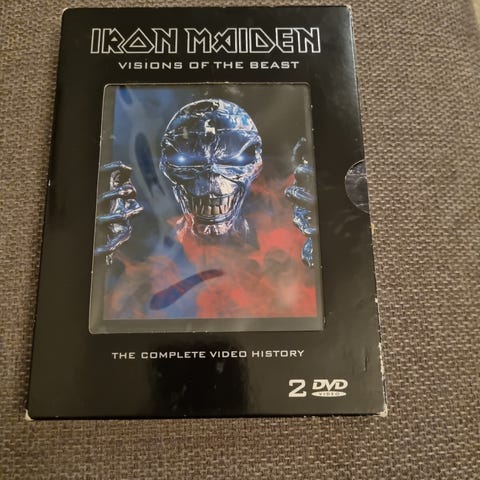 IRON MAIDEN
VISIONS OF THE BEAST
THE COMPLETE VIDEO HISTORY
2 DVD
VIDEO